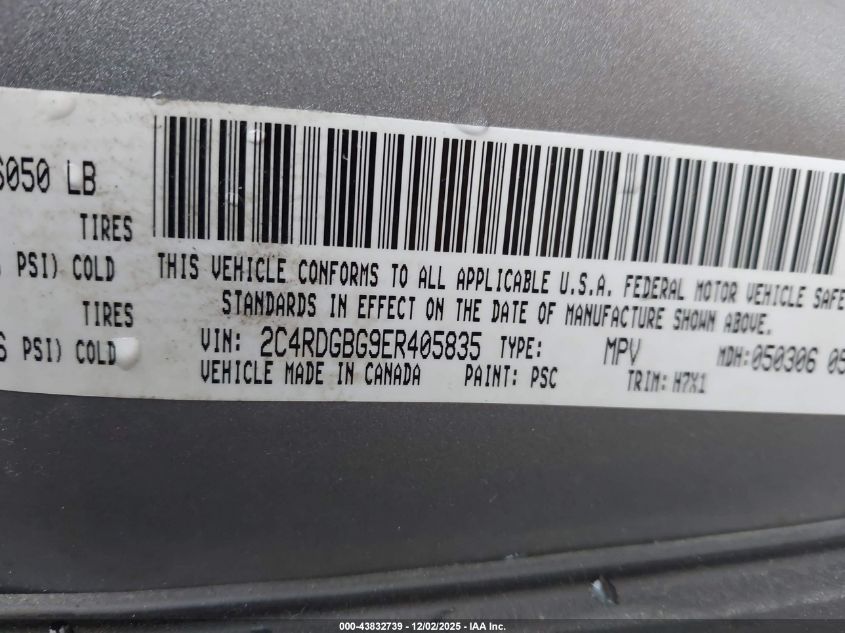 6050 LB
TIRES
PSI) COLD
TIRES
PSI) COLD
THIS VEHICLE CONFORMS TO ALL APPLICABLE U.S.A. FEDERAL MOTOR VEHICLE SAFE
STANDARDS IN EFFECT ON THE DATE OF MANUFACTURE SHOWN ABOVE.
VIN: 2C4RDGBG9ER405835 TYPE: MPV MDH:050306 05
VEHICLE MADE IN CANADA PAINT: PSC TRIM: H7X1
000-43832739 - 12/02/2025 - IAA Inc.